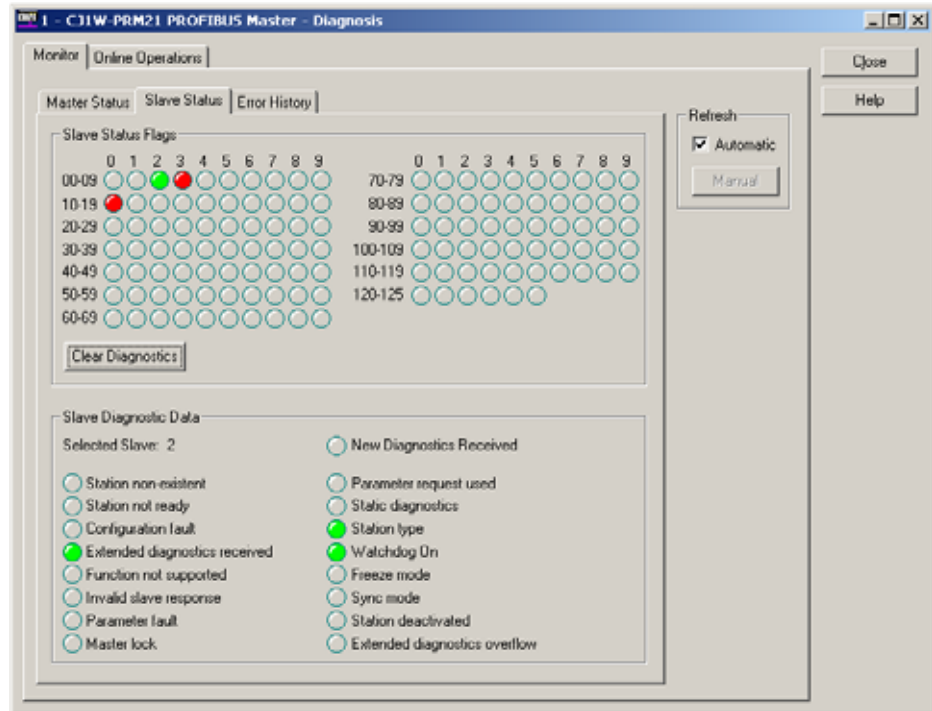 1 - CJ1W-PRM21 PROFIBUS Master - Diagnosis
Monitor Online Operations
Close
Help
Master Status Slave Status Error History
Refresh
Automatic
Manual
Slave Status Flags
0 1 2 3 4 5 6 7 8 9
00-09
10-19
20-29
30-39
40-49
50-59
60-69
0 1 2 3 4 5 6 7 8 9
70-79
80-89
90-99
100-109
110-119
120-125
Clear Diagnostics
Slave Diagnostic Data
Selected Slave: 2
New Diagnostics Received
Station non-existent
Station not ready
Configuration fault
Extended diagnostics received
Function not supported
Invalid slave response
Parameter fault
Master lock
Parameter request used
Static diagnostics
Station type
Watchdog On
Freeze mode
Sync mode
Station deactivated
Extended diagnostics overflow